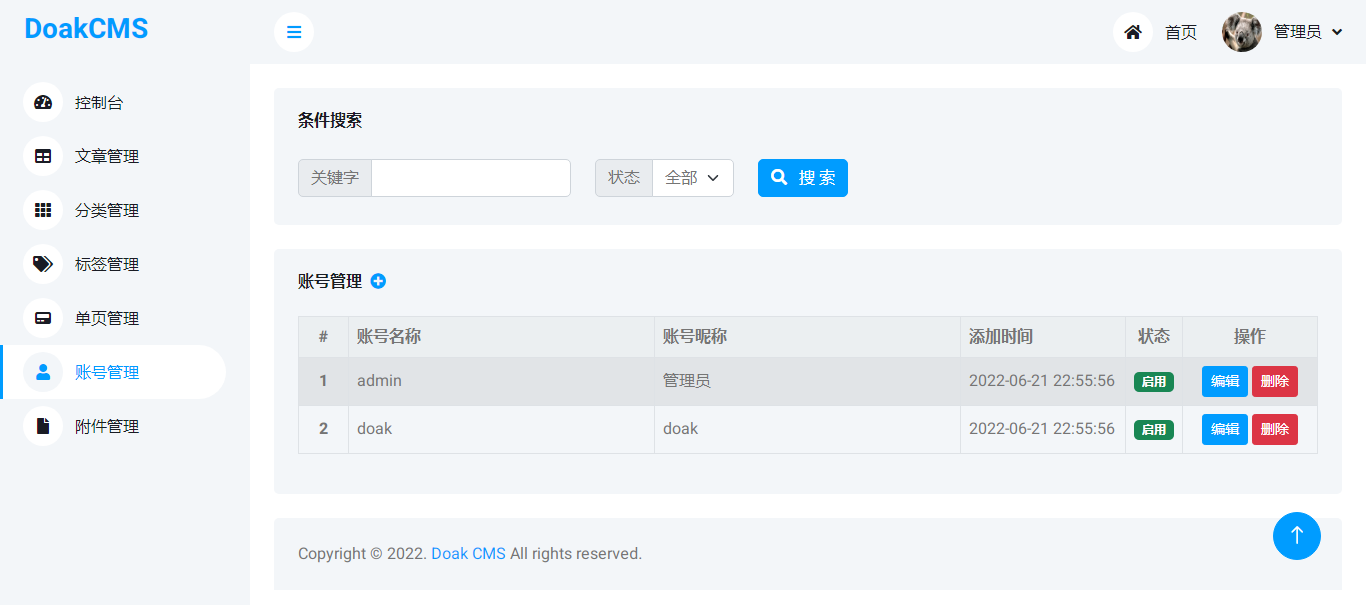 DoakCMS
首页
管理员
控制台
文章管理
分类管理
标签管理
单页管理
账号管理
附件管理
条件搜索
关键字
状态 全部
搜 索
账号管理
# 账号名称 账号昵称 添加时间 状态 操作
1 admin 管理员 2022-06-21 22:55:56 启用 编辑 删除
2 doak doak 2022-06-21 22:55:56 启用 编辑 删除
Copyright © 2022. Doak CMS All rights reserved.